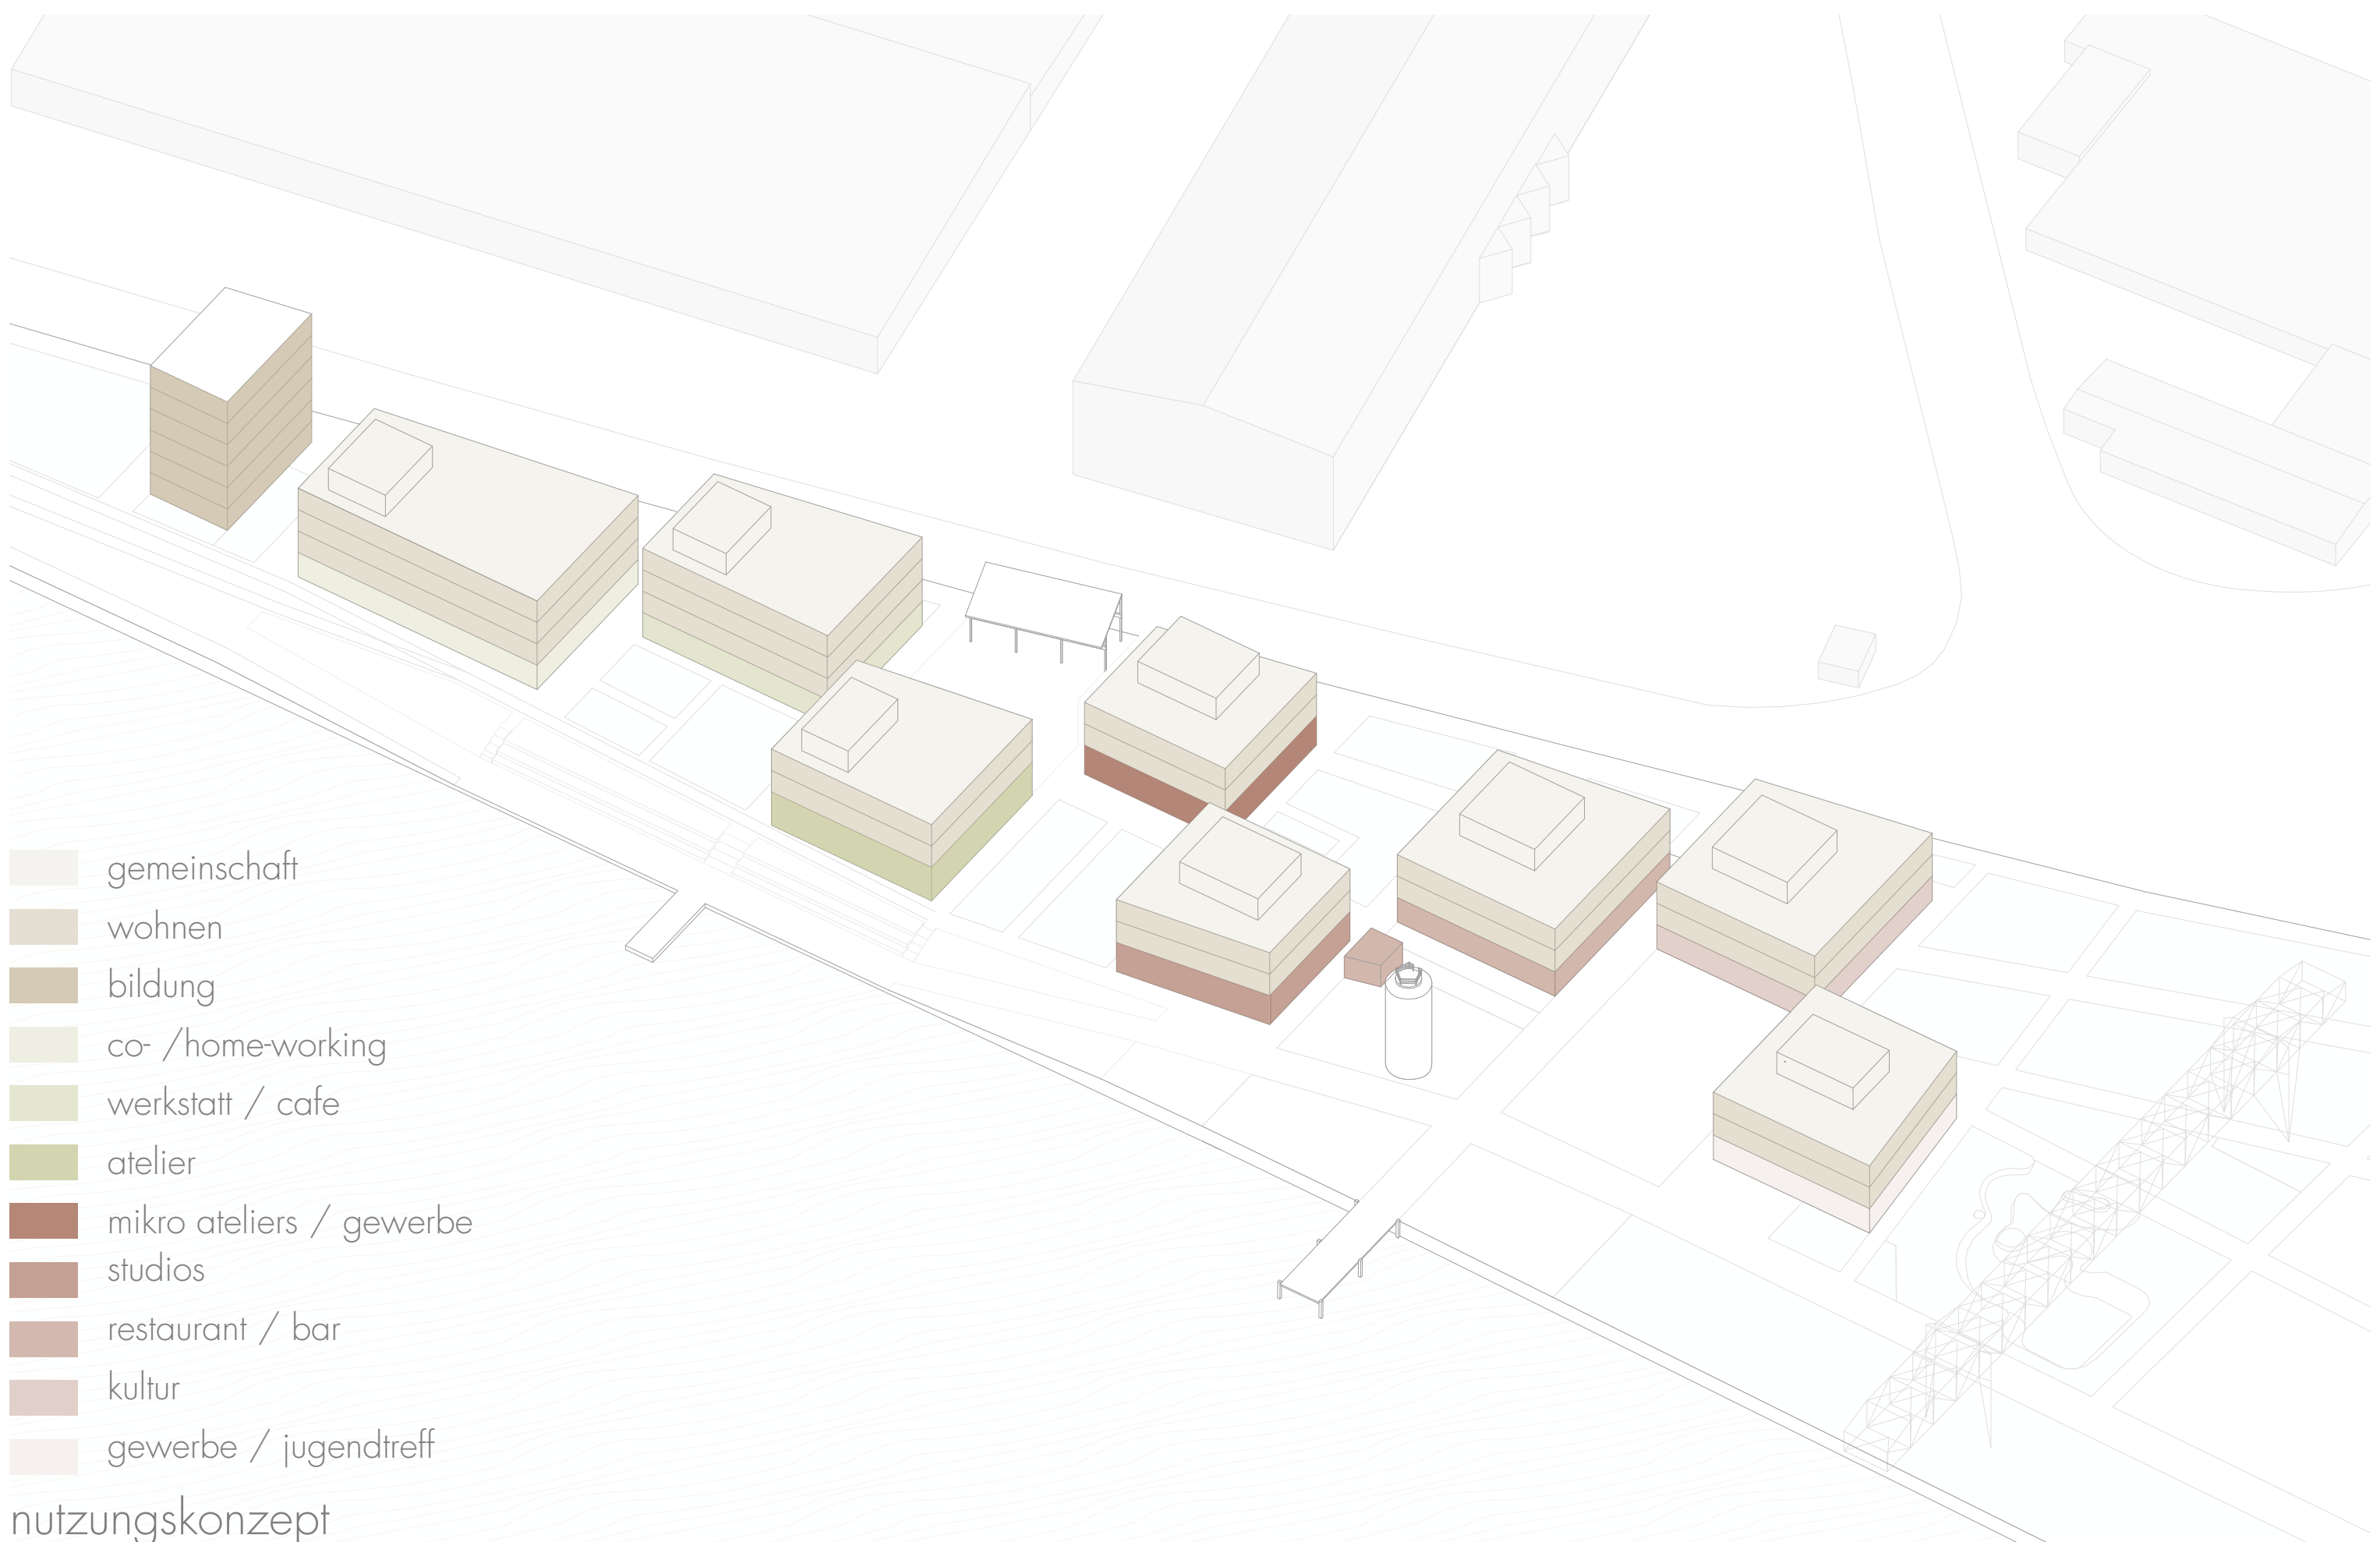 gemeinschaft
wohnen
bildung
co- /home-working
werkstatt / cafe
atelier
mikro ateliers / gewerbe
studios
restaurant / bar
kultur
gewerbe / jugendtreff
nutzungskonzept